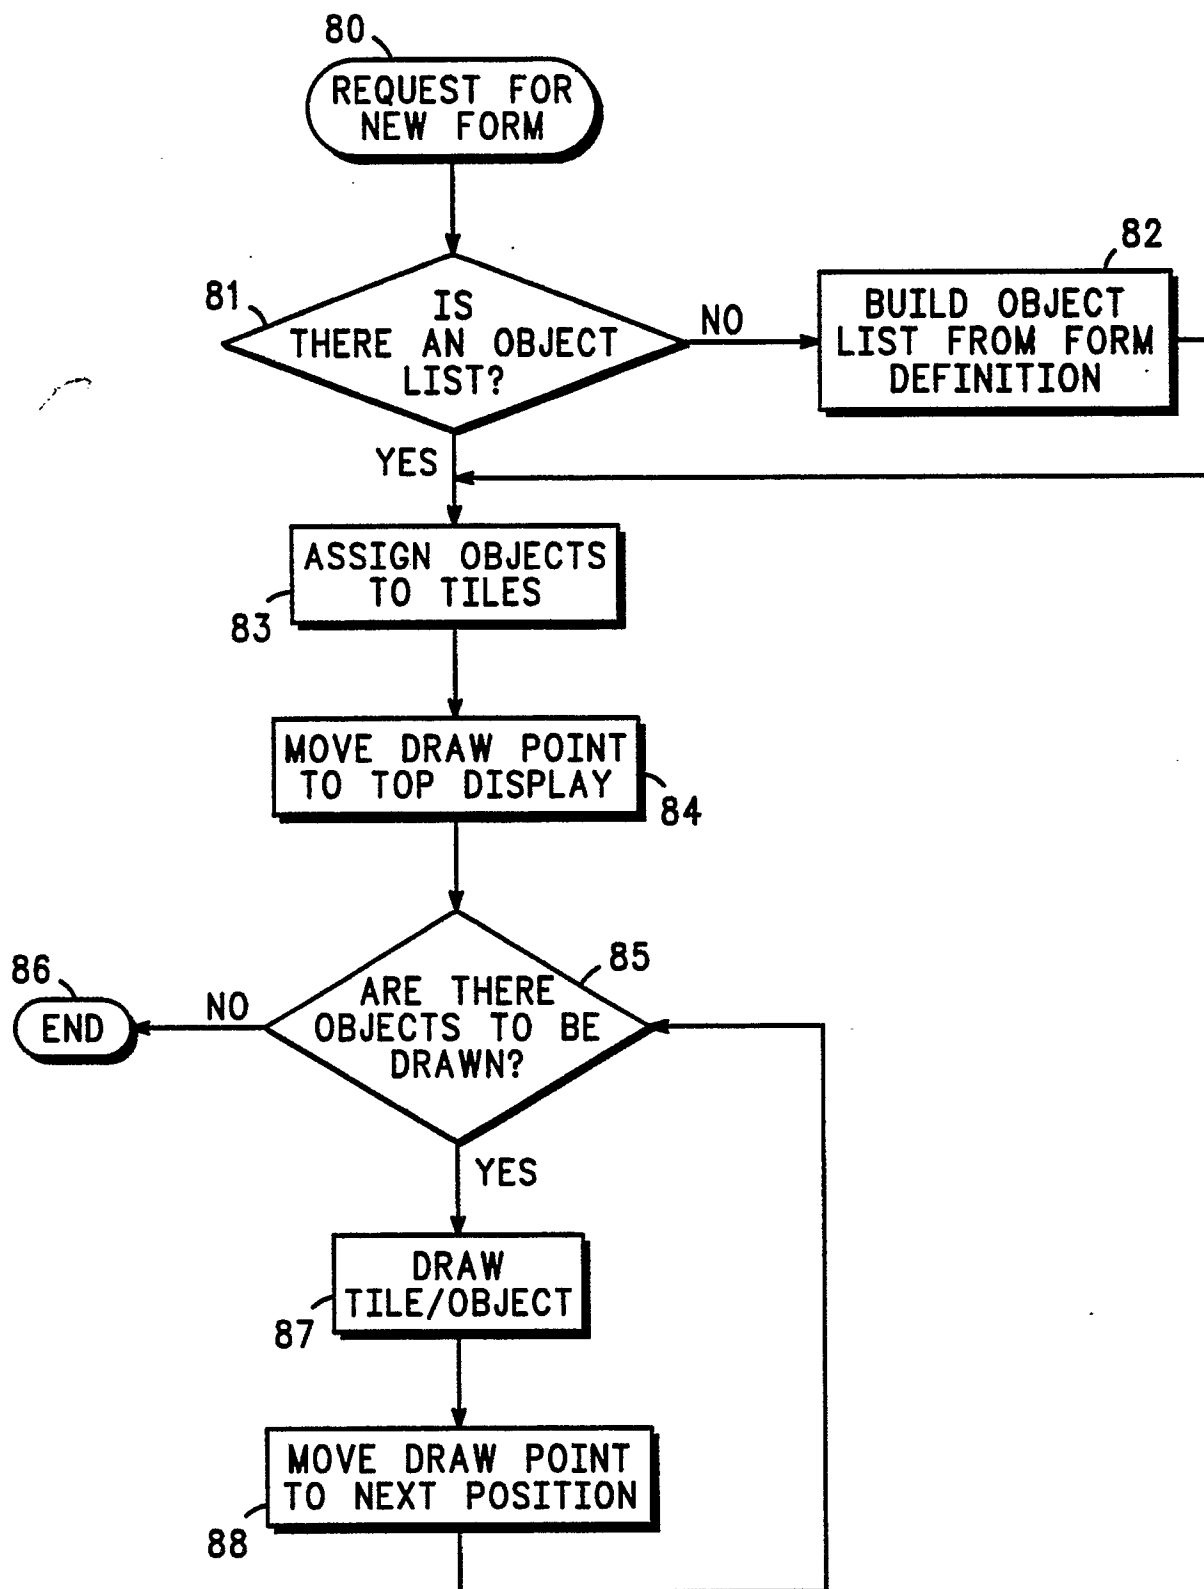 80
REQUEST FOR
NEW FORM
81
IS
THERE AN OBJECT
LIST?
NO
82
BUILD OBJECT
LIST FROM FORM
DEFINITION
YES
ASSIGN OBJECTS
TO TILES
83
MOVE DRAW POINT
TO TOP DISPLAY
84
85
ARE THERE
OBJECTS TO BE
DRAWN?
NO
86
END
YES
DRAW
TILE/OBJECT
87
MOVE DRAW POINT
TO NEXT POSITION
88